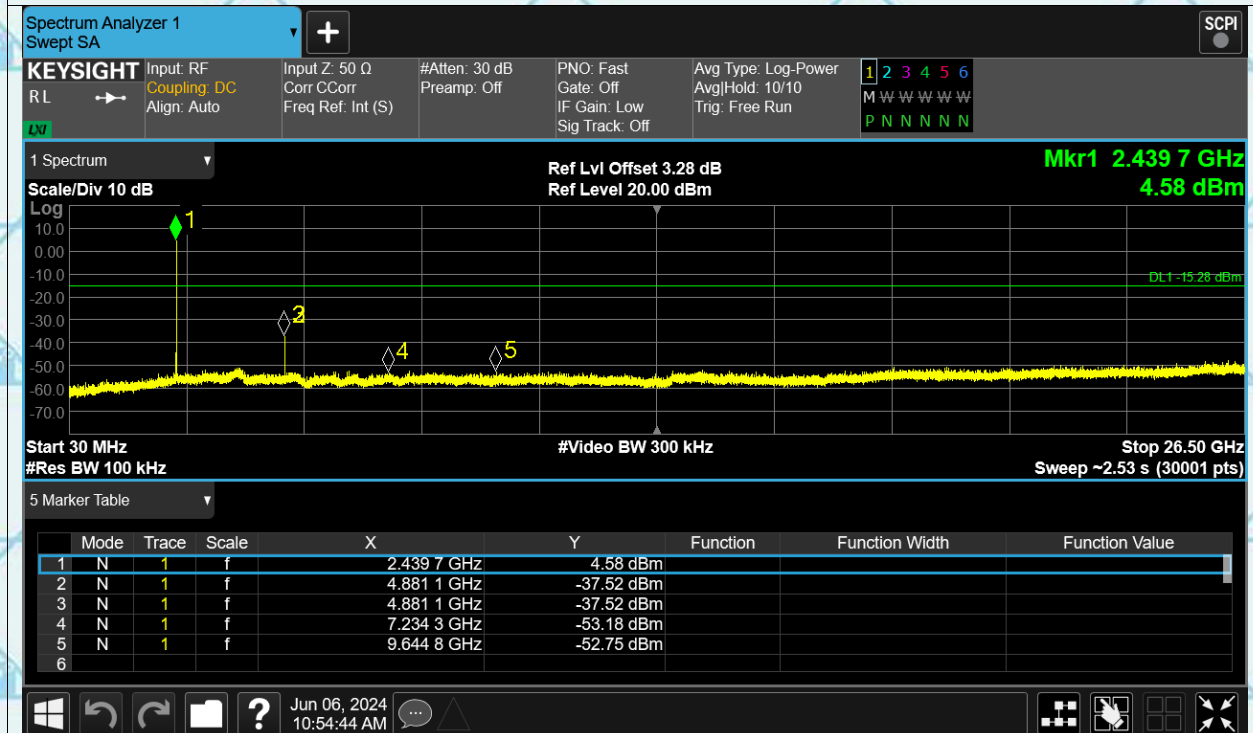 Spectrum Analyzer 1
Swept SA
+
SCPI
KEYSIGHT
RL
LXI
Input: RF
Coupling: DC
Align: Auto
Input Z: 50 Ω
Corr CCorr
Freq Ref: Int (S)
#Atten: 30 dB
Preamp: Off
PNO: Fast
Gate: Off
IF Gain: Low
Sig Track: Off
Avg Type: Log-Power
Avg|Hold: 10/10
Trig: Free Run
1 2 3 4 5 6
M W W W W W
P N N N N N
1 Spectrum
Scale/Div 10 dB
Ref Lvl Offset 3.28 dB
Ref Level 20.00 dBm
Mkr1 2.439 7 GHz
4.58 dBm
Log
10.0
0.00
-10.0
-20.0
-30.0
-40.0
-50.0
-60.0
-70.0
1
4
5
DL1 -15.28 dBm
Start 30 MHz
#Res BW 100 kHz
#Video BW 300 kHz
Stop 26.50 GHz
Sweep ~2.53 s (30001 pts)
5 Marker Table
Mode Trace Scale X Y Function Function Width Function Value
1 N 1 f 2.439 7 GHz 4.58 dBm
2 N 1 f 4.881 1 GHz -37.52 dBm
3 N 1 f 4.881 1 GHz -37.52 dBm
4 N 1 f 7.234 3 GHz -53.18 dBm
5 N 1 f 9.644 8 GHz -52.75 dBm
6
?
Jun 06, 2024
10:54:44 AM